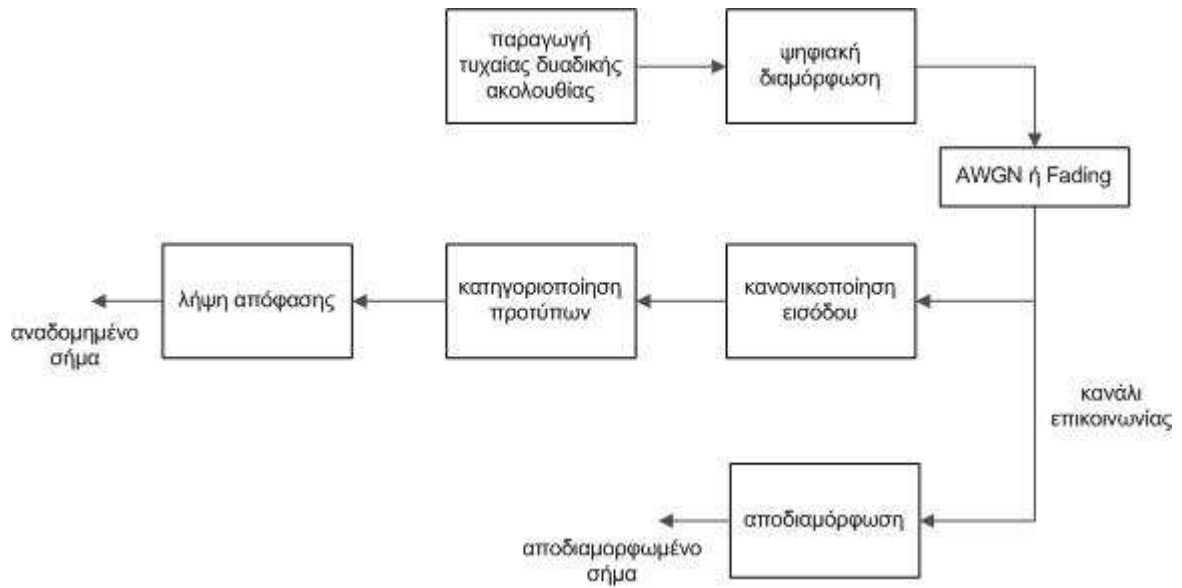 παραγωγή
τυχαίας δυαδικής
ακολουθίας
ψηφιακή
διαμόρφωση
AWGN ή Fading
λήψη απόφασης
κατηγοριοποίηση
προτύπων
κανονικοποίηση
εισόδου
αναδομημένο
σήμα
κανάλι
επικοινωνίας
αποδιαμόρφωση
αποδιαμορφωμένο
σήμα